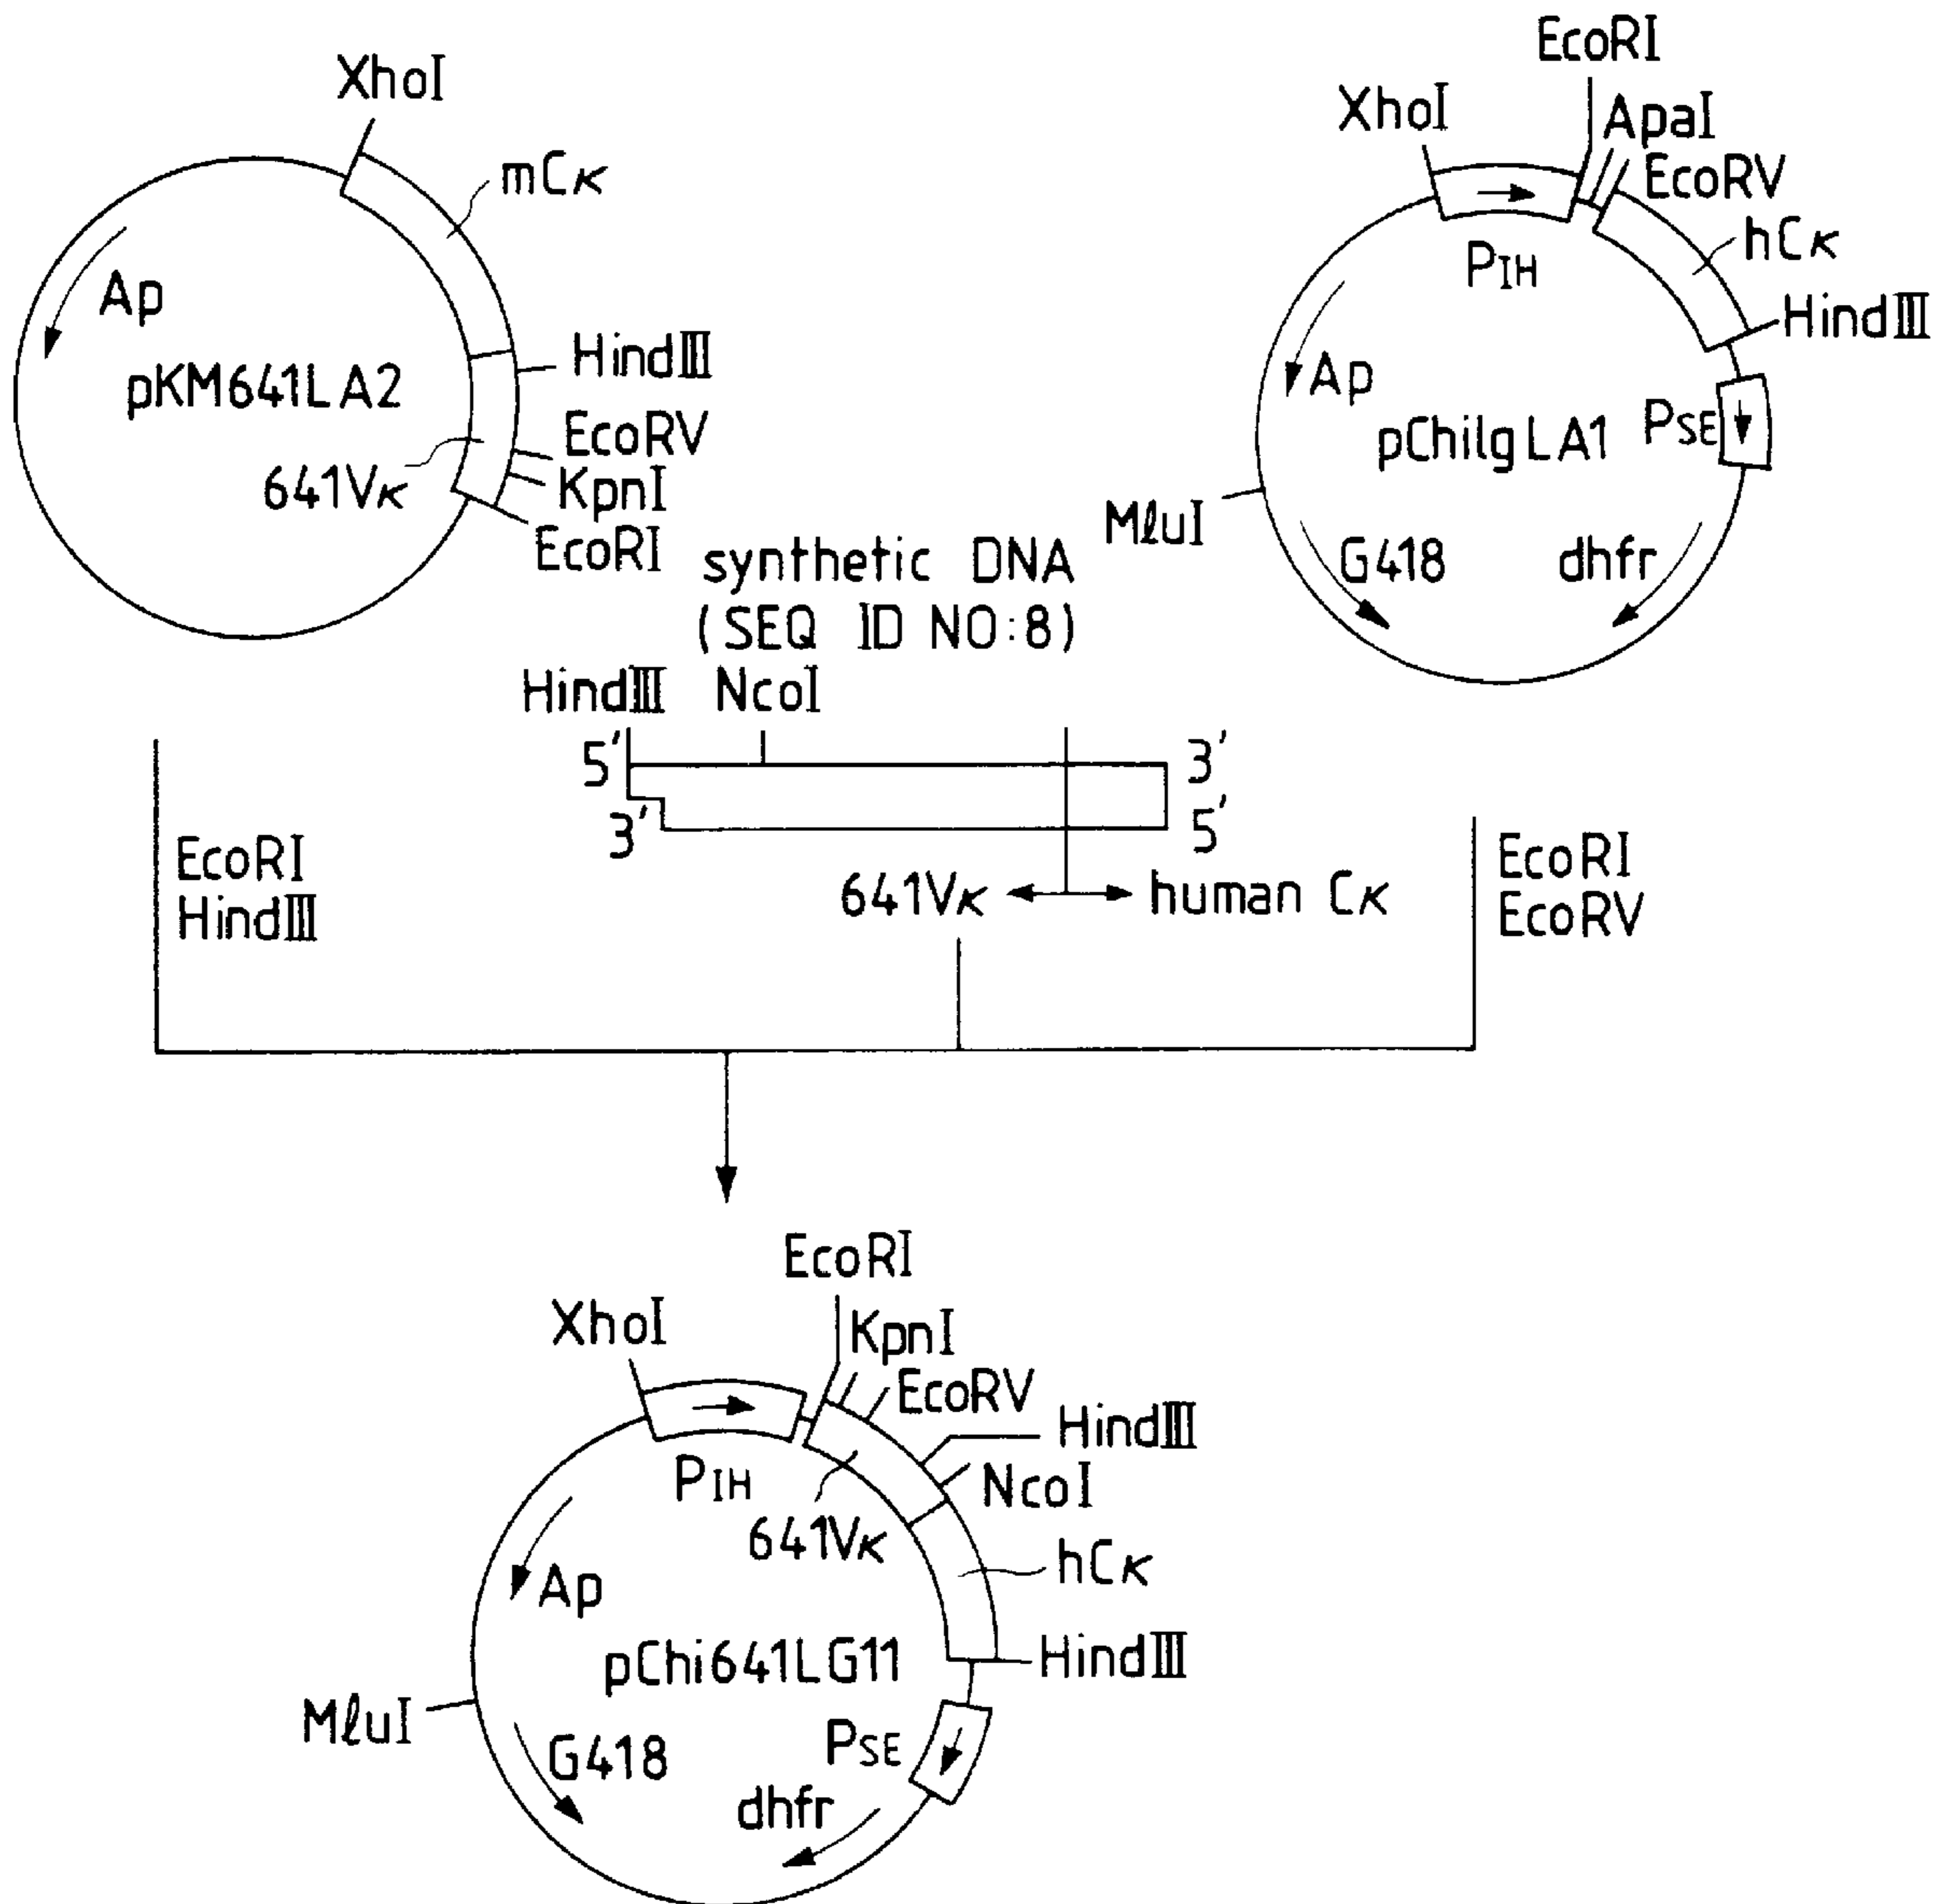 XhoI
mCκ
Ap
pKM641LA2
HindIII
EcoRV
KpnI
EcoRI
641Vκ
EcoRI
XhoI
ApaI
EcoRV
hCκ
PIH
HindIII
Ap
PSE
pChiIgLA1
MluI
G418
dhfr
synthetic DNA
(SEQ ID NO:8)
HindIII NcoI
5′ 3′
3′ 5′
641Vκ human Cκ
EcoRI
HindIII
EcoRI
EcoRV
EcoRI
XhoI
KpnI
EcoRV
HindIII
NcoI
PIH
641Vκ
hCκ
Ap
pChi641LG11
HindIII
MluI
PSE
G418
dhfr